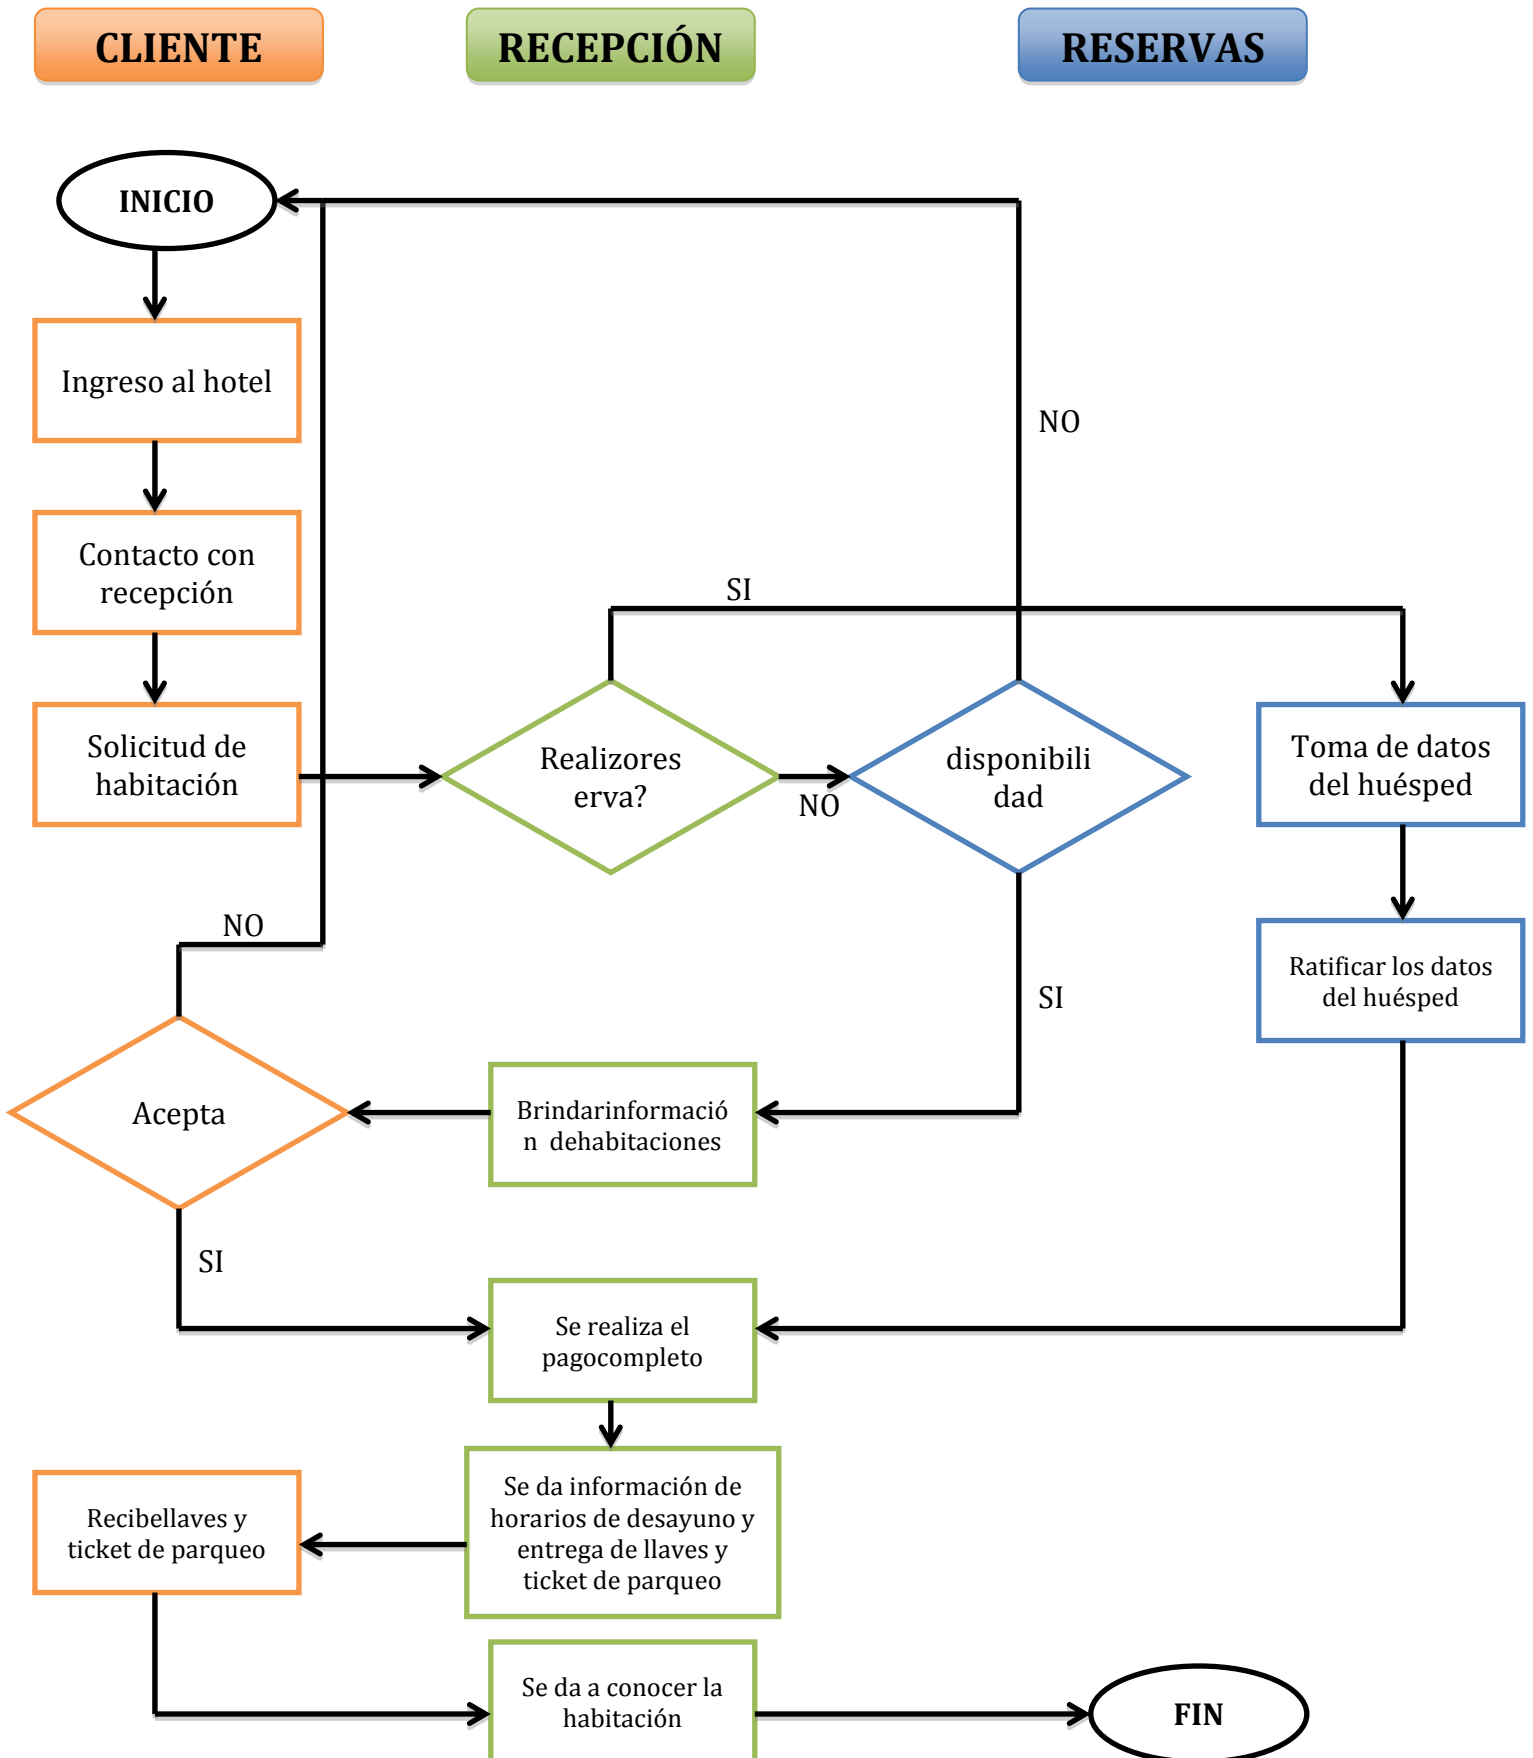 CLIENTE
RECEPCIÓN
RESERVAS
INICIO
Ingreso al hotel
NO
Contacto con
recepción
SI
Solicitud de
habitación
Realizores
erva?
NO
disponibili
dad
Toma de datos
del huésped
NO
SI
Ratificar los datos
del huésped
Acepta
Brindarinformació
n dehabitaciones
SI
Se realiza el
pagocompleto
Recibellaves y
ticket de parqueo
Se da información de
horarios de desayuno y
entrega de llaves y
ticket de parqueo
Se da a conocer la
habitación
FIN